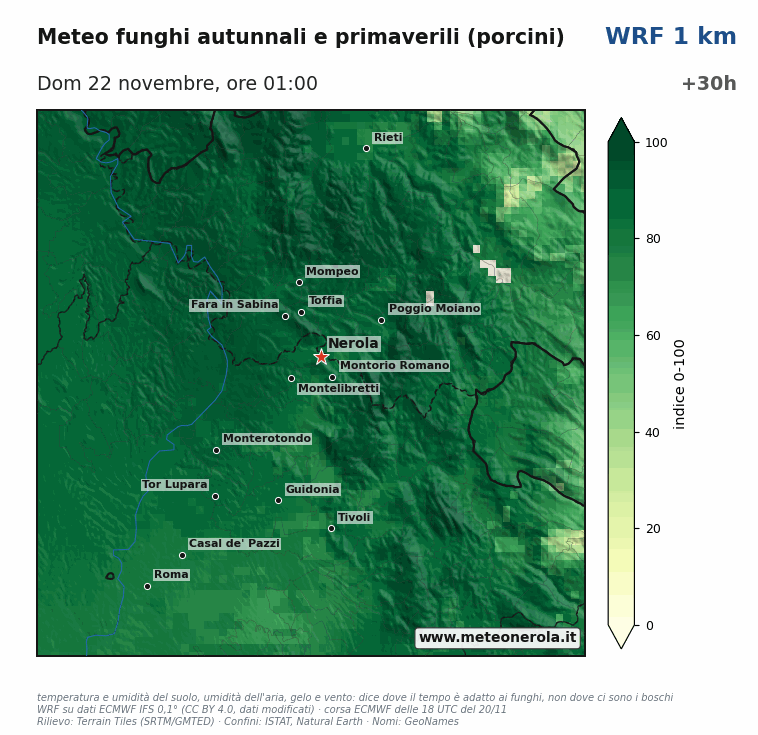 Meteo funghi autunnali e primaverili (porcini)
WRF 1 km
Dom 22 novembre, ore 01:00
+30h
Rieti
Mompeo
Toffia
Fara in Sabina
Poggio Moiano
Nerola
Montorio Romano
Montelibretti
Monterotondo
Tor Lupara
Guidonia
Tivoli
Casal de' Pazzi
Roma
www.meteonerola.it
100
80
60
40
20
0
indice 0-100
temperatura e umidità del suolo, umidità dell'aria, gelo e vento: dice dove il tempo è adatto ai funghi, non dove ci sono i boschi
WRF su dati ECMWF IFS 0,1° (CC BY 4.0, dati modificati) · corsa ECMWF delle 18 UTC del 20/11
Rilievo: Terrain Tiles (SRTM/GMTED) · Confini: ISTAT, Natural Earth · Nomi: GeoNames